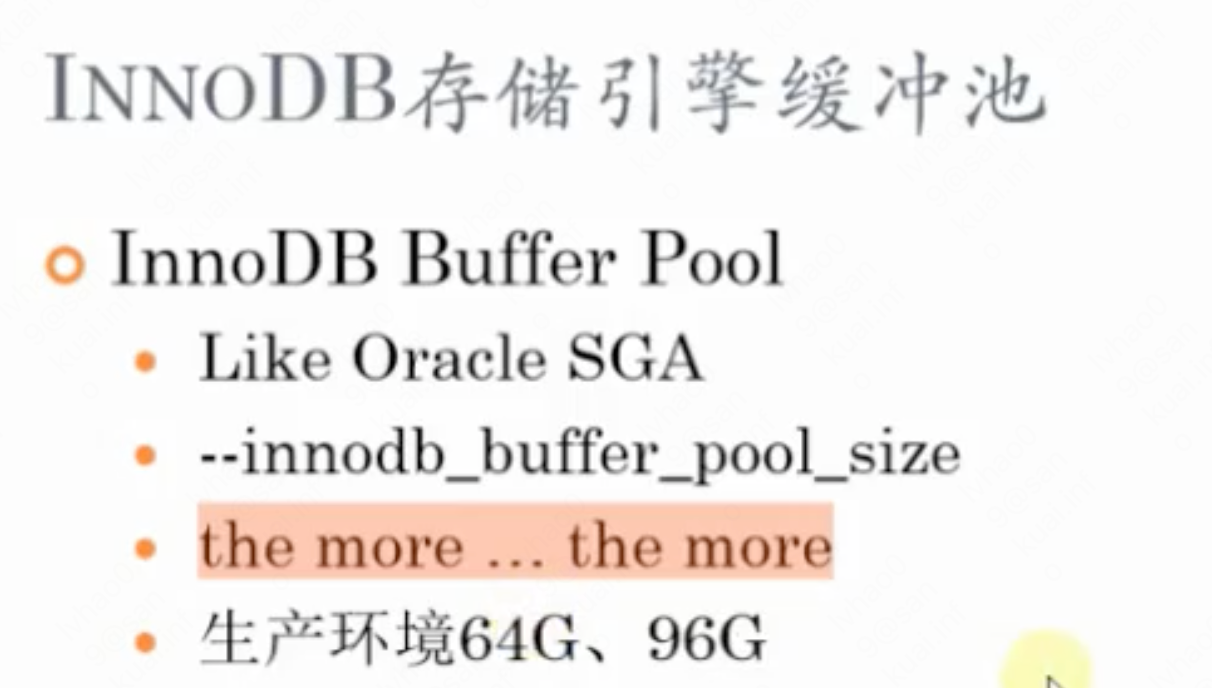 INNODB存储引擎缓冲池
InnoDB Buffer Pool
Like Oracle SGA
--innodb_buffer_pool_size
the more ... the more
生产环境64G、96G